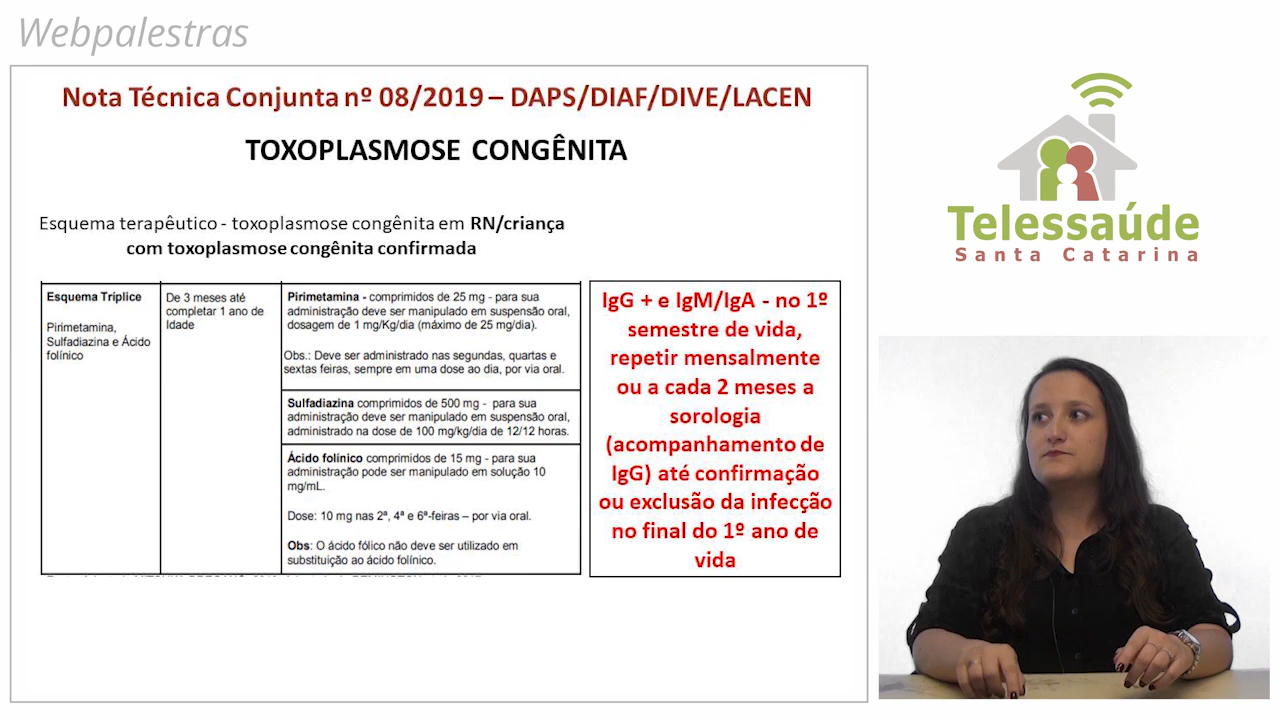 Webpalestras
Nota Técnica Conjunta nº 08/2019 – DAPS/DIAF/DIVE/LACEN
TOXOPLASMOSE CONGÊNITA
Esquema terapêutico - toxoplasmose congênita em RN/criança
com toxoplasmose congênita confirmada
Esquema Tríplice
Pirimetamina,
Sulfadiazina e Ácido
folínico
De 3 meses até
completar 1 ano de
Idade
Pirimetamina - comprimidos de 25 mg - para sua
administração deve ser manipulado em suspensão oral,
dosagem de 1 mg/Kg/dia (máximo de 25 mg/dia).
Obs.: Deve ser administrado nas segundas, quartas e
sextas feiras, sempre em uma dose ao dia, por via oral.
Sulfadiazina comprimidos de 500 mg - para sua
administração deve ser manipulado em suspensão oral,
administrado na dose de 100 mg/kg/dia de 12/12 horas.
Ácido folínico comprimidos de 15 mg - para sua
administração pode ser manipulado em solução 10
mg/mL.
Dose: 10 mg nas 2ª, 4ª e 6ª-feiras – por via oral.
Obs: O ácido fólico não deve ser utilizado em
substituição ao ácido folínico.
IgG + e IgM/IgA - no 1º
semestre de vida,
repetir mensalmente
ou a cada 2 meses a
sorologia
(acompanhamento de
IgG) até confirmação
ou exclusão da infecção
no final do 1º ano de
vida
Telessaúde
Santa Catarina